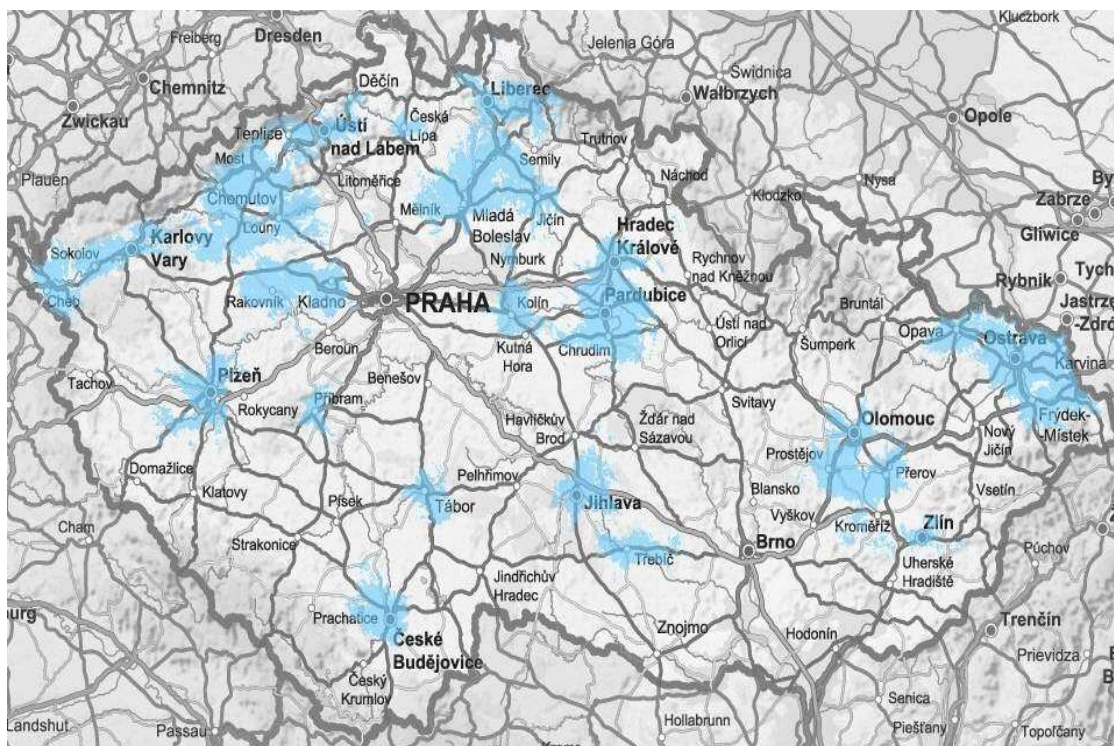 Kluczbork
Freiberg
Dresden
Jelenia Góra
Świdnica
Chemnitz
Wałbrzych
Zwickau
Opole
Děčín
Liberec
Teplice
Ústí
nad Labem
Česká
Lípa
Trutnov
Semily
Most
Litoměřice
Náchod
Plauen
Nysa
Kłodzko
By
Zabrze
Gliwice
Chomutov
Mělník
Mladá
Boleslav
Jičín
Louny
Hradec
Králové
Karlovy
Vary
Sokolov
Nymburk
Rychnov
nad Kněžnou
Rybnik
Tych
Cheb
Rakovník
Kladno
PRAHA
Kolín
Pardubice
Bruntál
Jastrzę
-Zdró
Beroun
Kutná
Hora
Chrudim
Ústí nad
Orlicí
Šumperk
Opava
Ostrava
Karvina
Tachov
Plzeň
Benešov
Rokycany
Příbram
Svitavy
Havlíčkův
Brod
Žďár nad
Sázavou
Olomouc
Frýdek-
Místek
Nový
Jičín
Domažlice
Klatovy
Pelhřimov
Prostějov
Přerov
Písek
Tábor
Jihlava
Blansko
Vsetín
Vyškov
Cham
Strakonice
Kroměříž
Zlín
Brno
Třebíč
Púchov
Uherské
Hradiště
Jindřichův
Hradec
Prachatice
Trenčín
urg
České
Budějovice
Znojmo
Hodonín
Prievidza
Český
Krumlov
B
Senica
Landshut
Passau
Hollabrunn
Piešťany
Topoľčany